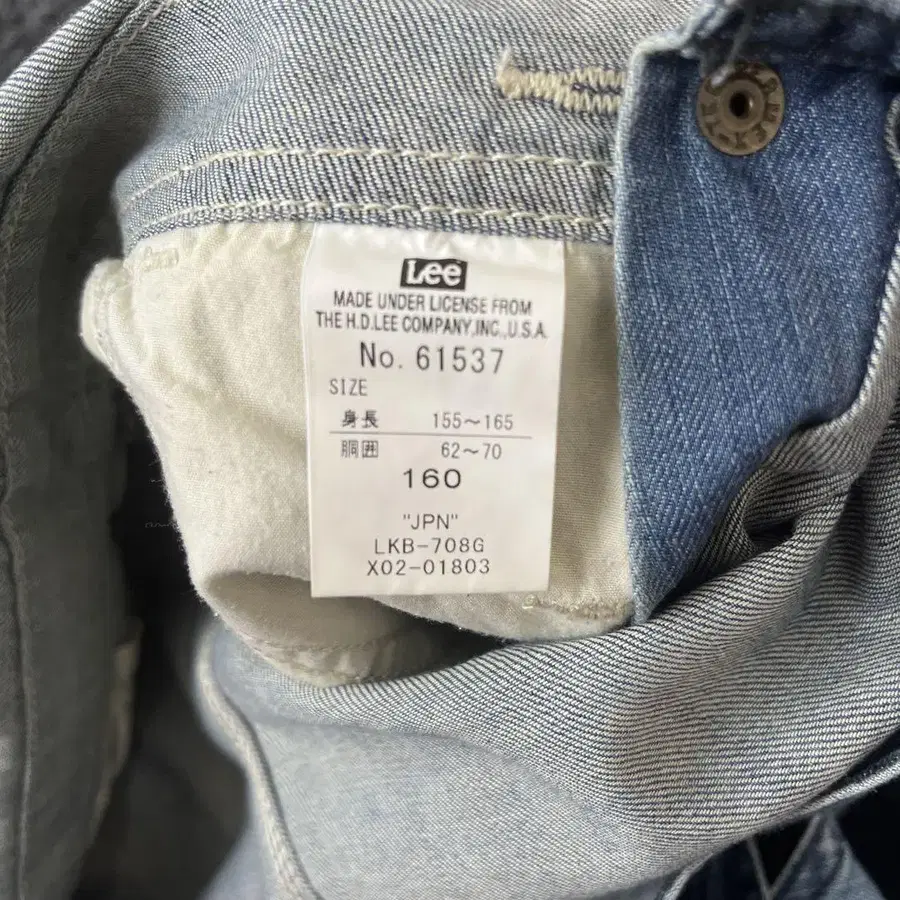 Lee
MADE UNDER LICENSE FROM
THE H.D.LEE COMPANY,INC.,U.S.A.
No. 61537
SIZE
身長 155～165
胴囲 62～70
160
"JPN"
LKB-708G
X02-01803